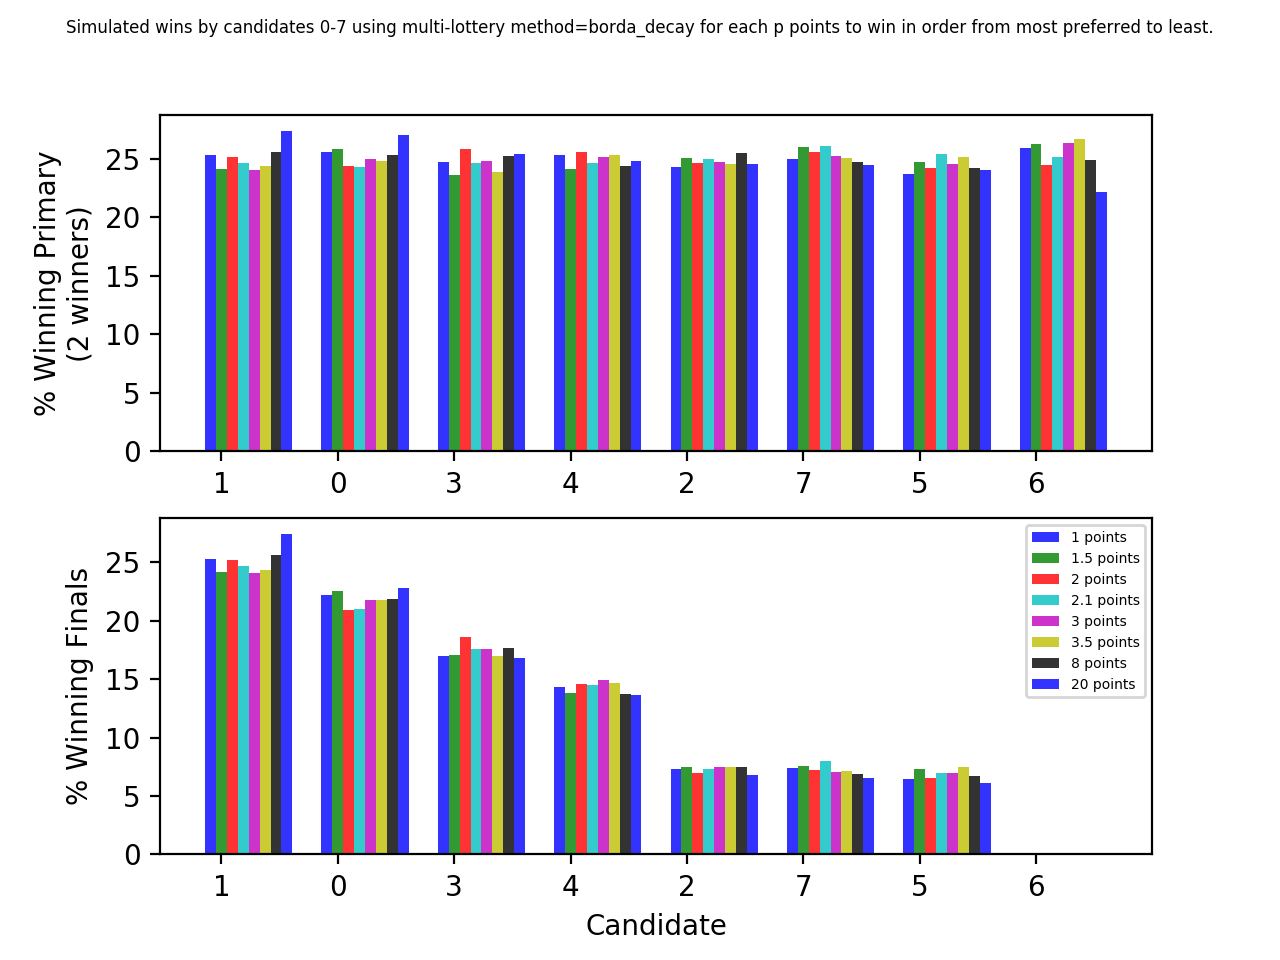 Simulated wins by candidates 0-7 using multi-lottery method=borda_decay for each p points to win in order from most preferred to least.
% Winning Primary
(2 winners)
25
20
15
10
5
0
1 0 3 4 2 7 5 6
% Winning Finals
25
20
15
10
5
0
1 points
1.5 points
2 points
2.1 points
3 points
3.5 points
8 points
20 points
1 0 3 4 2 7 5 6
Candidate